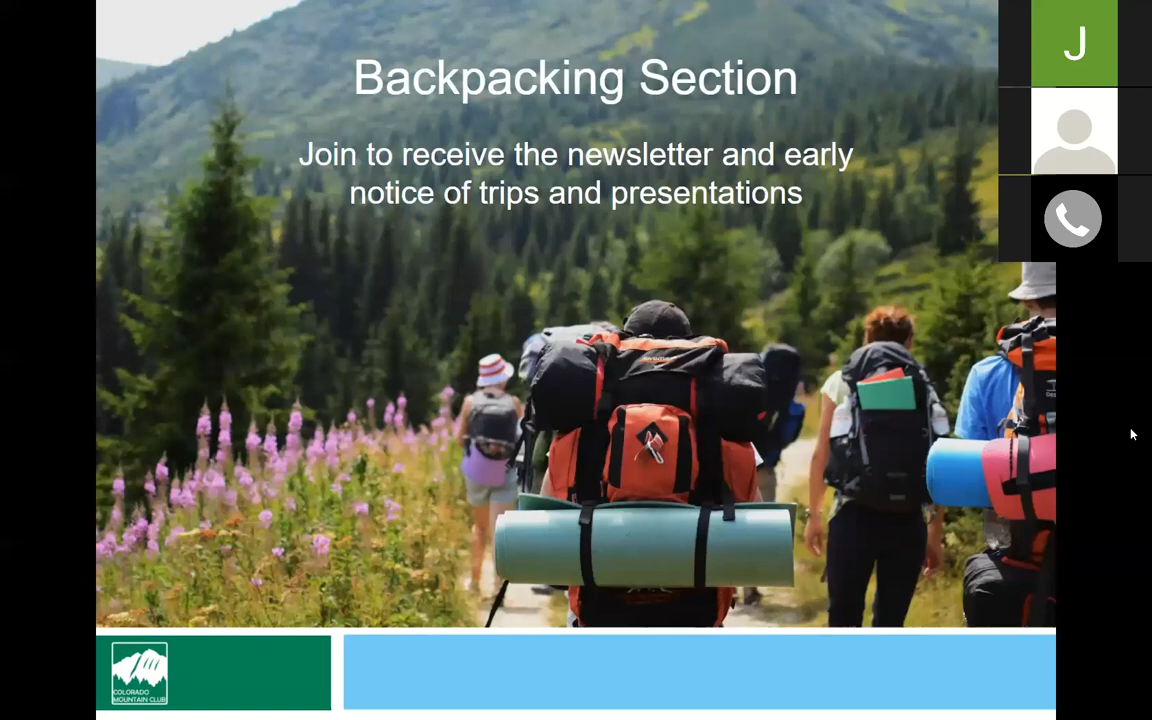 Backpacking Section
J
Join to receive the newsletter and early
notice of trips and presentations
COLORADO
MOUNTAIN CLUB